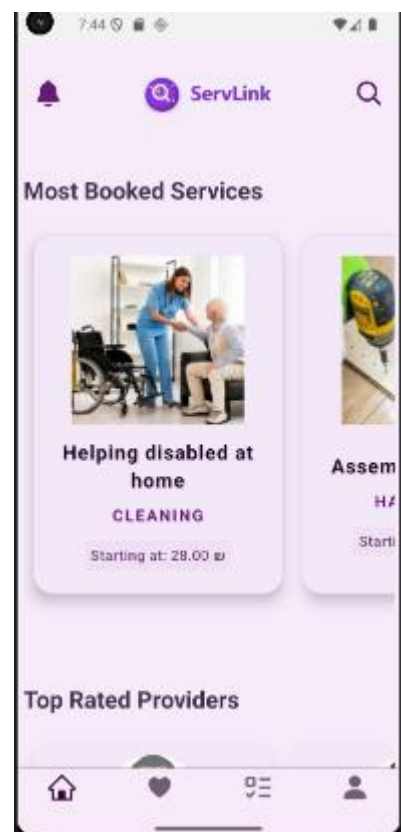 7:44
ServLink
Most Booked Services
Helping disabled at
home
CLEANING
Starting at: 28.00 ₪
Assem
HA
Starti
Top Rated Providers